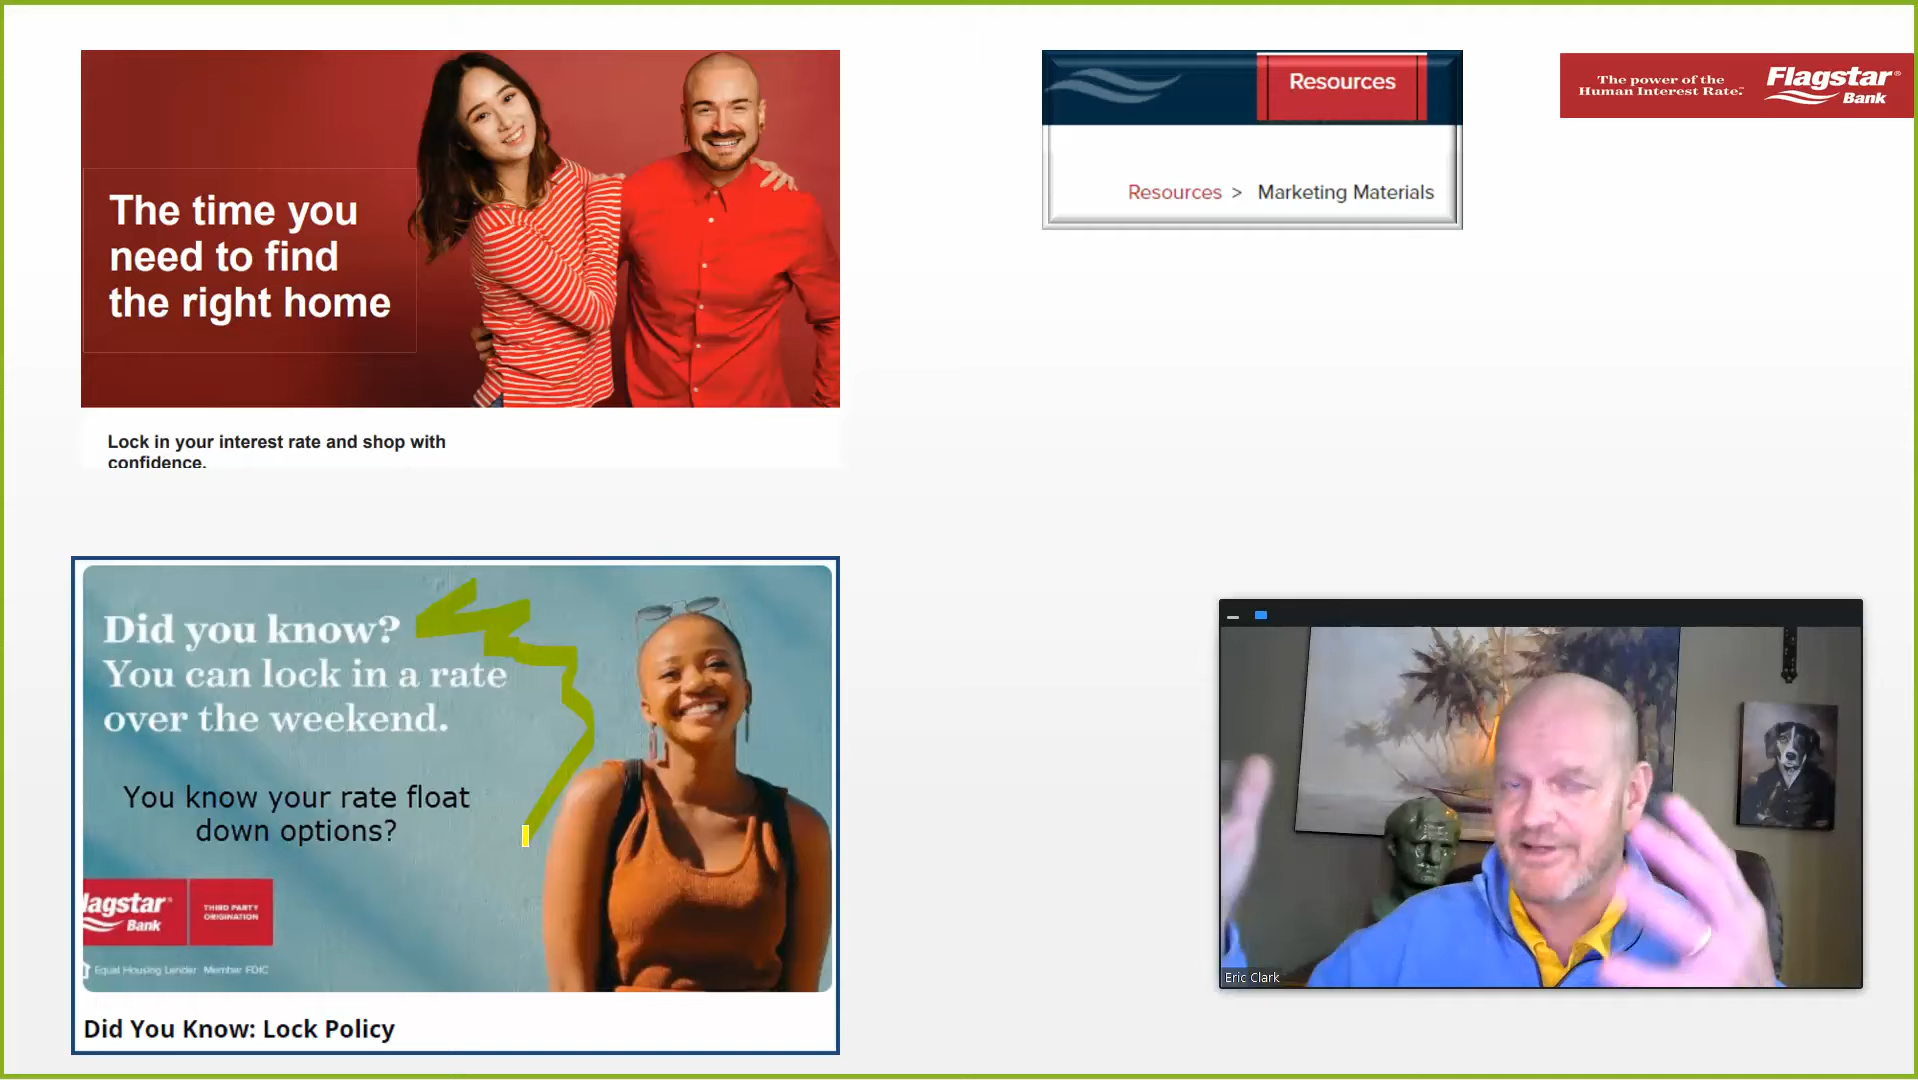 The time you
need to find
the right home
Lock in your interest rate and shop with
confidence.
Resources
Resources > Marketing Materials
The power of the
Human Interest Rate.™
Flagstar®
Bank
Did you know?
You can lock in a rate
over the weekend.
You know your rate float
down options?
lagstar®
Bank
THIRD PARTY
ORIGINATION
Equal Housing Lender Member FDIC
Did You Know: Lock Policy
Eric Clark